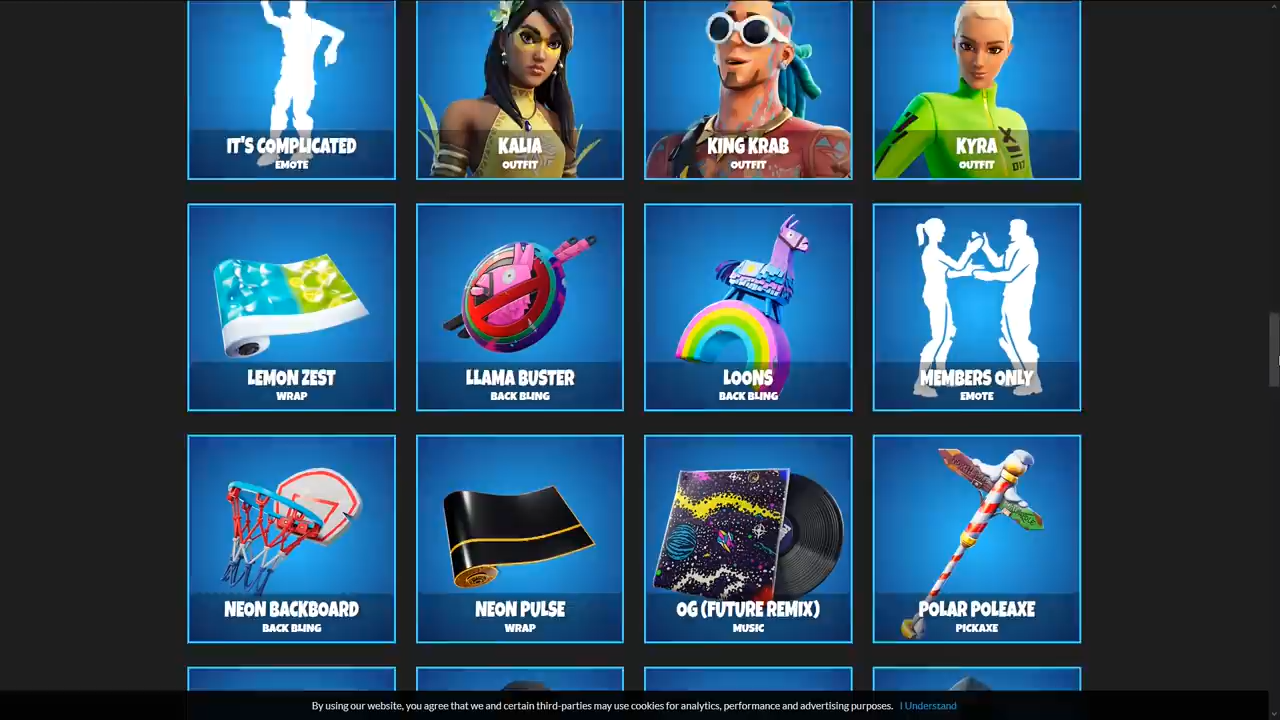 IT'S COMPLICATED
EMOTE
KALIA
OUTFIT
KING KRAB
OUTFIT
KYRA
OUTFIT
LEMON ZEST
WRAP
LLAMA BUSTER
BACK BLING
LOONS
BACK BLING
MEMBERS ONLY
EMOTE
NEON BACKBOARD
BACK BLING
NEON PULSE
WRAP
OG (FUTURE REMIX)
MUSIC
POLAR POLEAXE
PICKAXE
By using our website, you agree that we and certain third-parties may use cookies for analytics, performance and advertising purposes. I Understand